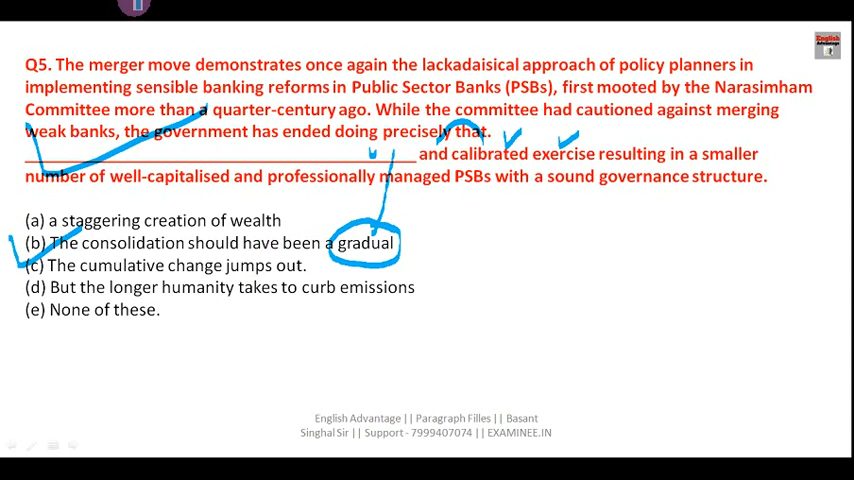 English
Advantage
Q5. The merger move demonstrates once again the lackadaisical approach of policy planners in
implementing sensible banking reforms in Public Sector Banks (PSBs), first mooted by the Narasimham
Committee more than a quarter-century ago. While the committee had cautioned against merging
weak banks, the government has ended doing precisely that.
______________________________________________ and calibrated exercise resulting in a smaller
number of well-capitalised and professionally managed PSBs with a sound governance structure.
(a) a staggering creation of wealth
(b) The consolidation should have been a gradual
(c) The cumulative change jumps out.
(d) But the longer humanity takes to curb emissions
(e) None of these.
English Advantage || Paragraph Filles || Basant
Singhal Sir || Support - 7999407074 || EXAMINEE.IN